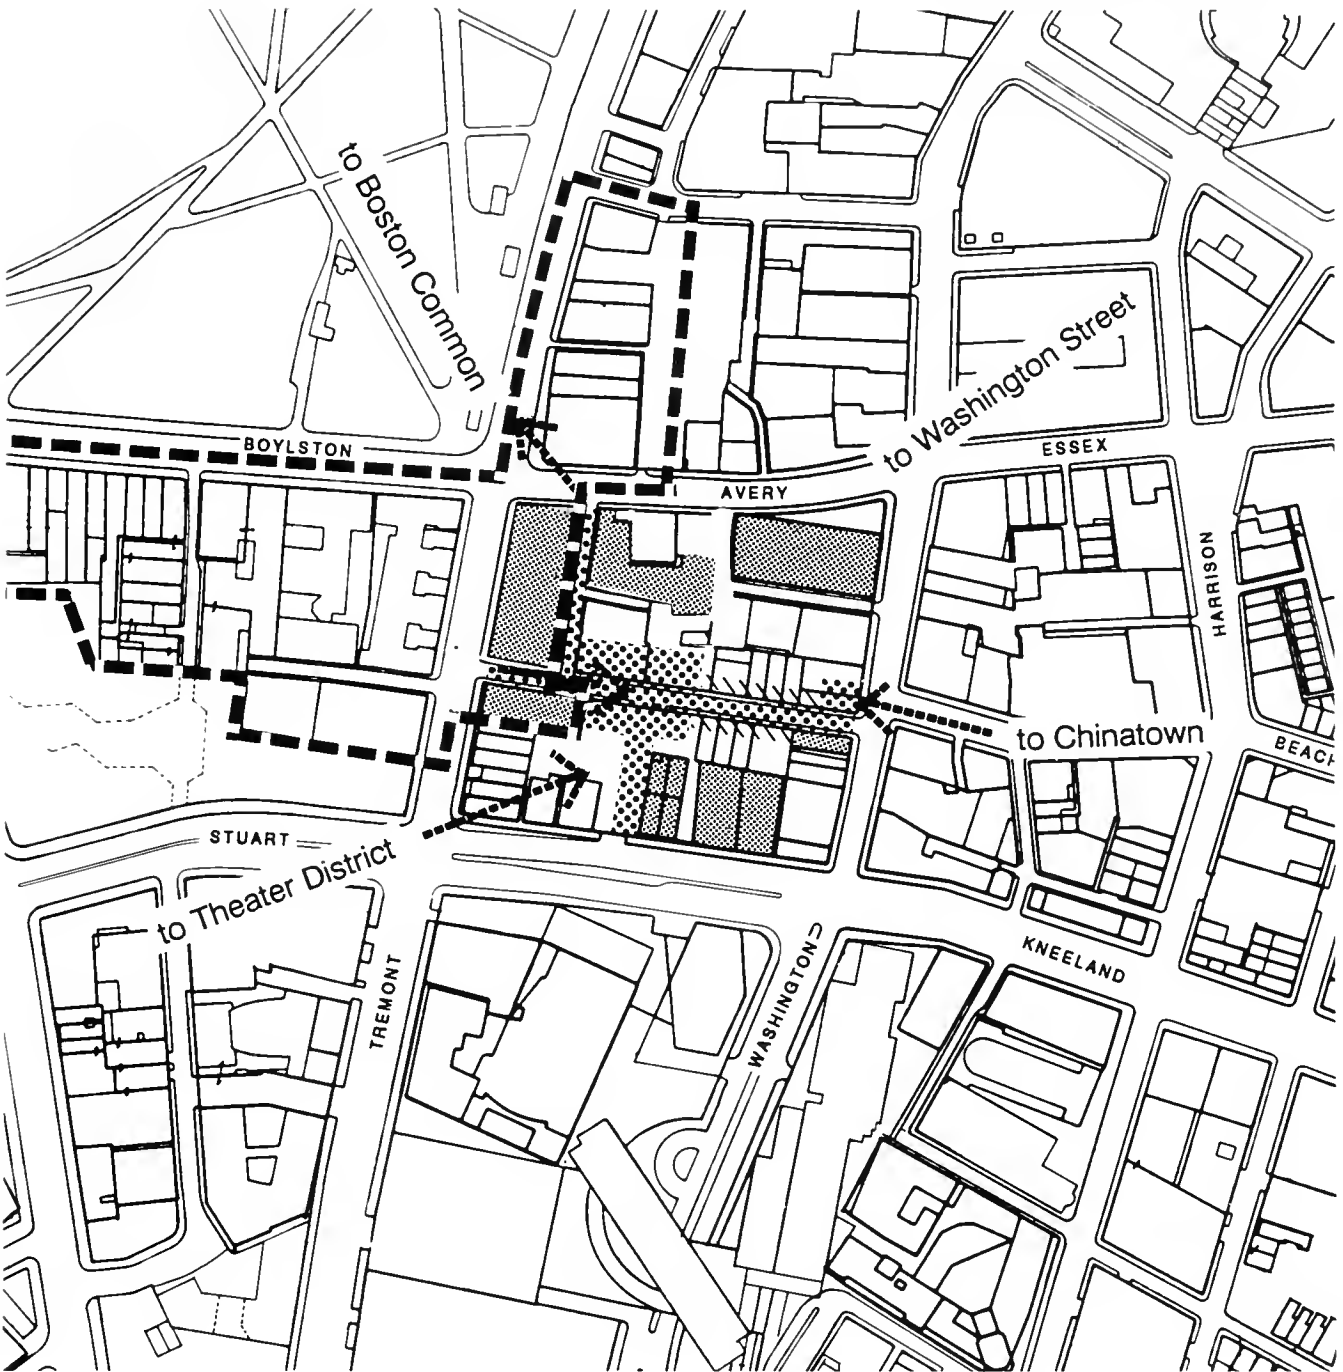 to Boston Common
to Washington Street
BOYLSTON
ESSEX
AVERY
HARRISON
to Chinatown
BEACH
STUART
to Theater District
KNEELAND
TREMONT
WASHINGTON